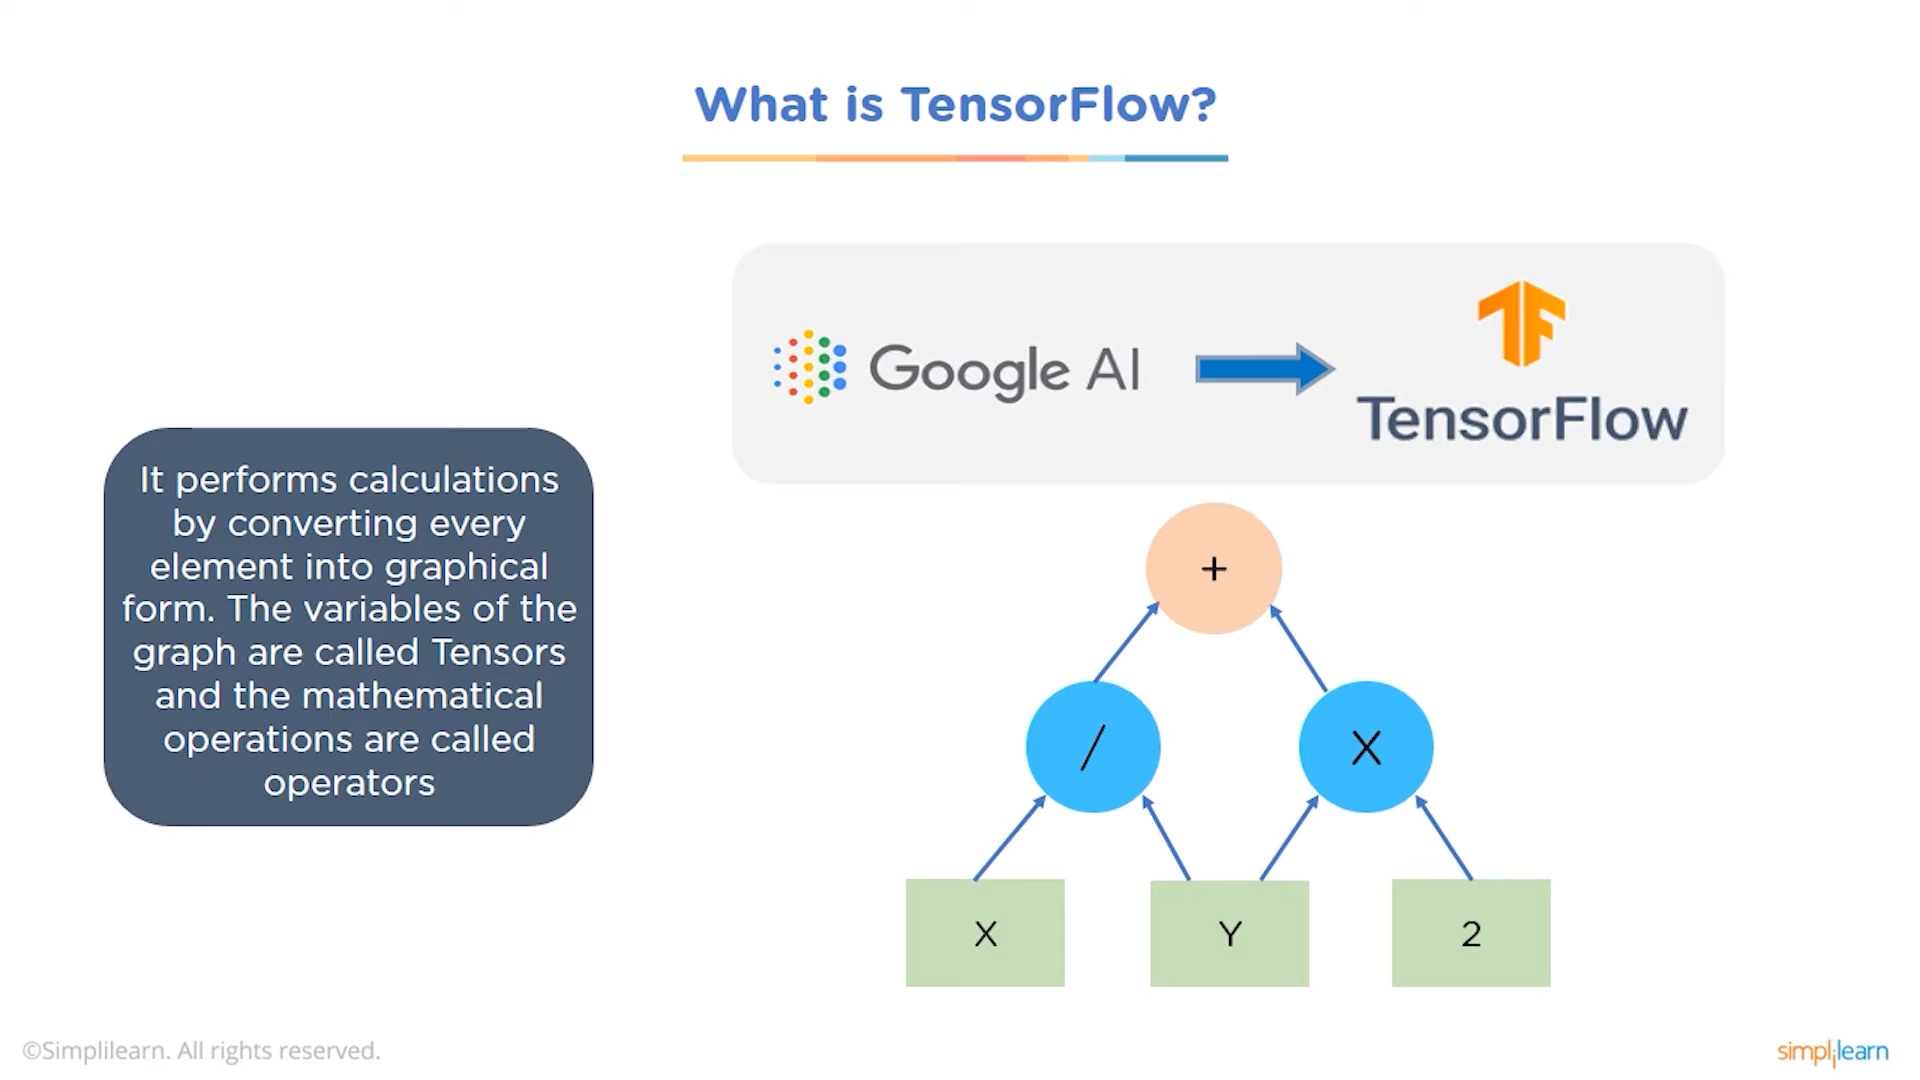 What is TensorFlow?
Google AI
TensorFlow
It performs calculations
by converting every
element into graphical
form. The variables of the
graph are called Tensors
and the mathematical
operations are called
operators
+
/
X
X
Y
2
©Simplilearn. All rights reserved.
simplilearn